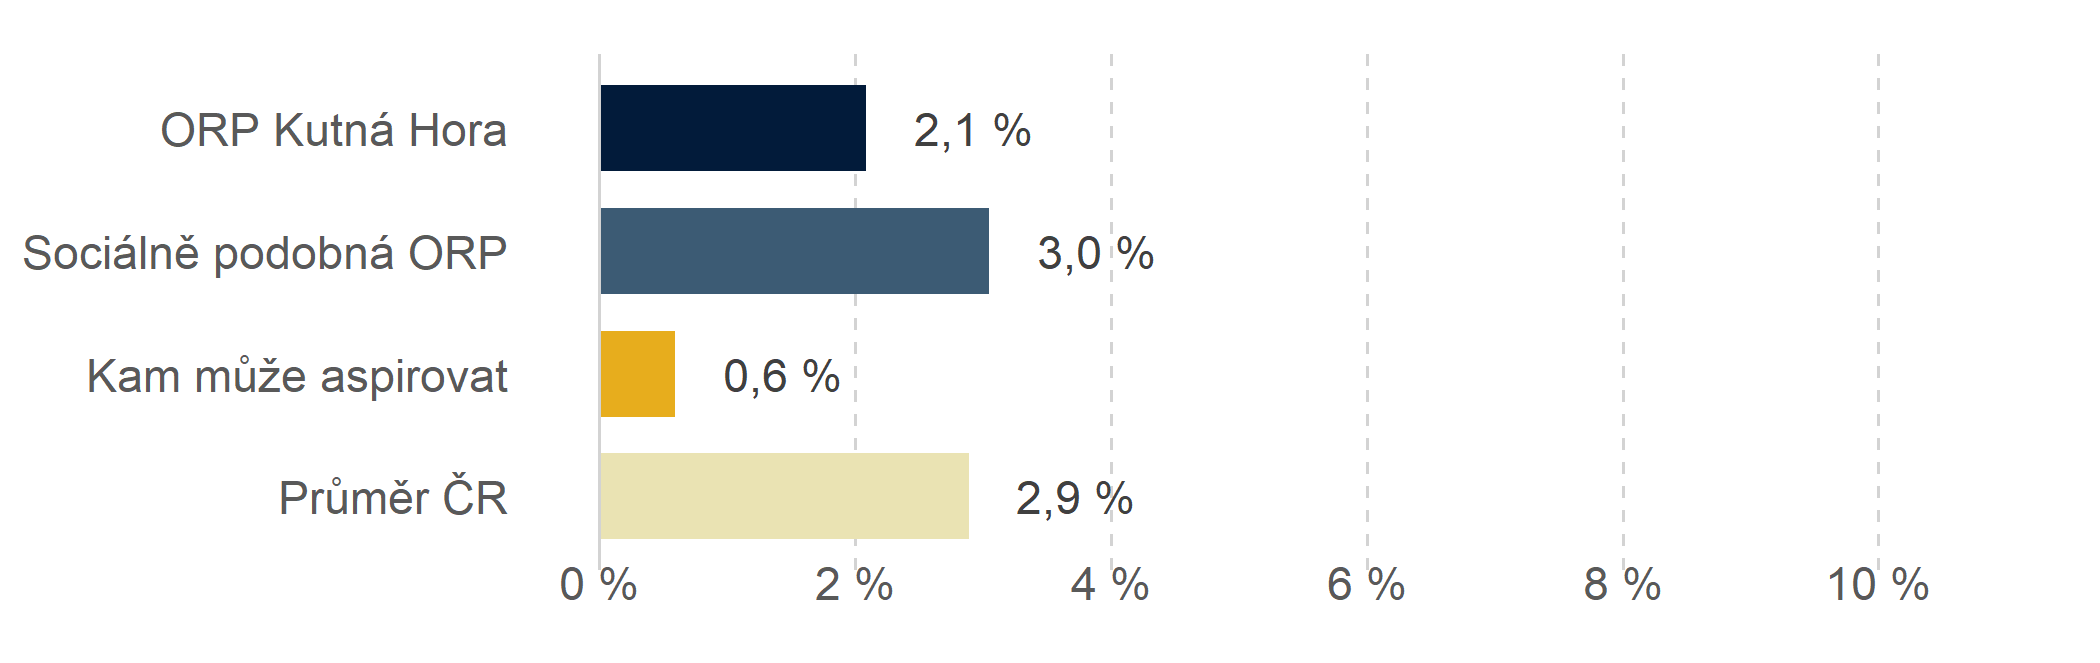 ORP Kutná Hora
2,1 %
Sociálně podobná ORP
3,0 %
Kam může aspirovat
0,6 %
Průměr ČR
2,9 %
0 % 2 % 4 % 6 % 8 % 10 %